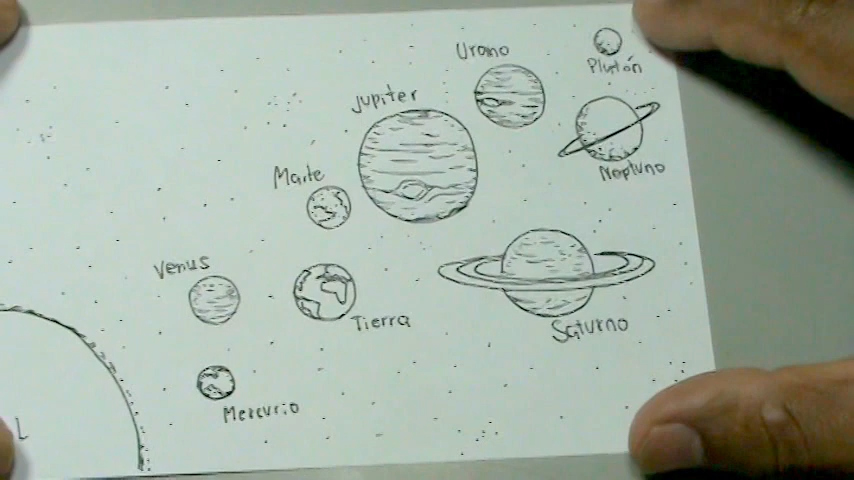 Urano
Plutón
Jupiter
Neptuno
Marte
Venus
Tierra
Saturno
Mercurio
L